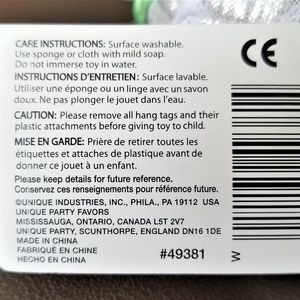 CARE INSTRUCTIONS: Surface washable.
Use sponge or cloth with mild soap.
Do not immerse toy in water.
INSTRUCTIONS D'ENTRETIEN: Surface lavable.
Utiliser une éponge ou un linge avec un savon
doux. Ne pas plonger le jouet dans l'eau.
CAUTION: Please remove all hang tags and their
plastic attachments before giving toy to child.
MISE EN GARDE: Prière de retirer toutes les
étiquettes et attaches de plastique avant de
donner ce jouet à un enfant.
Please keep details for future reference.
Conservez ces renseignements pour référence future.
©UNIQUE INDUSTRIES, INC., PHILA., PA 19112 USA
UNIQUE PARTY FAVORS
MISSISSAUGA, ONTARIO, CANADA L5T 2V7
UNIQUE PARTY, SCUNTHORPE, ENGLAND DN16 1DE
MADE IN CHINA
FABRIQUÉ EN CHINE
HECHO EN CHINA
#49381
CE
W